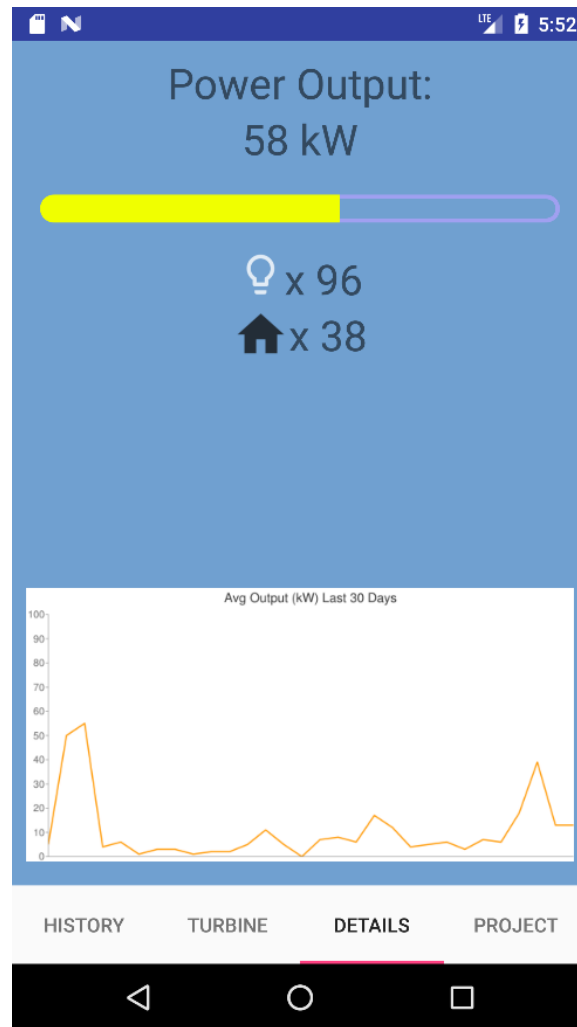 LTE 5:52
Power Output:
58 kW
x 96
x 38
Avg Output (kW) Last 30 Days
100
90
80
70
60
50
40
30
20
10
0
HISTORY TURBINE DETAILS PROJECT